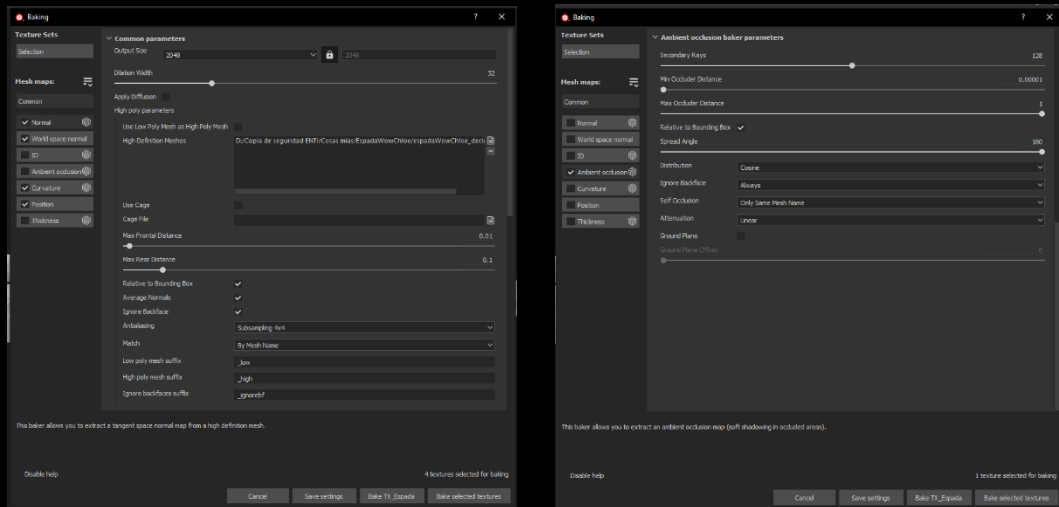 Baking
Texture Sets
Selection
Mesh maps:
Common
Normal
World space normal
ID
Ambient occlusion
Curvature
Position
Thickness
Common parameters
Output Size 2048 2048
Dilation Width 32
Apply Diffusion
High poly parameters
Use Low Poly Mesh as High Poly Mesh
High Definition Meshes D:/Copia de seguridad ENTI/Cosas mias/EspadaWowChloe/espadaWowChloe_deci
Use Cage
Cage File
Max Frontal Distance 0.01
Max Rear Distance 0.1
Relative to Bounding Box
Average Normals
Ignore Backface
Antialiasing Subsampling 4x4
Match By Mesh Name
Low poly mesh suffix _low
High poly mesh suffix _high
Ignore backfaces suffix _ignorebf
This baker allows you to extract a tangent space normal map from a high definition mesh.
Disable help
4 textures selected for baking
Cancel Save settings Bake TX_Espada Bake selected textures
Baking
Texture Sets
Selection
Mesh maps:
Common
Normal
World space normal
ID
Ambient occlusion
Curvature
Position
Thickness
Ambient occlusion baker parameters
Secondary Rays 128
Min Occluder Distance 0.00001
Max Occluder Distance 1
Relative to Bounding Box
Spread Angle 180
Distribution Cosine
Ignore Backface Always
Self Occlusion Only Same Mesh Name
Attenuation Linear
Ground Plane
Ground Plane Offset 0
This baker allows you to extract an ambient occlusion map (soft shadowing in occluded areas).
Disable help
1 texture selected for baking
Cancel Save settings Bake TX_Espada Bake selected textures